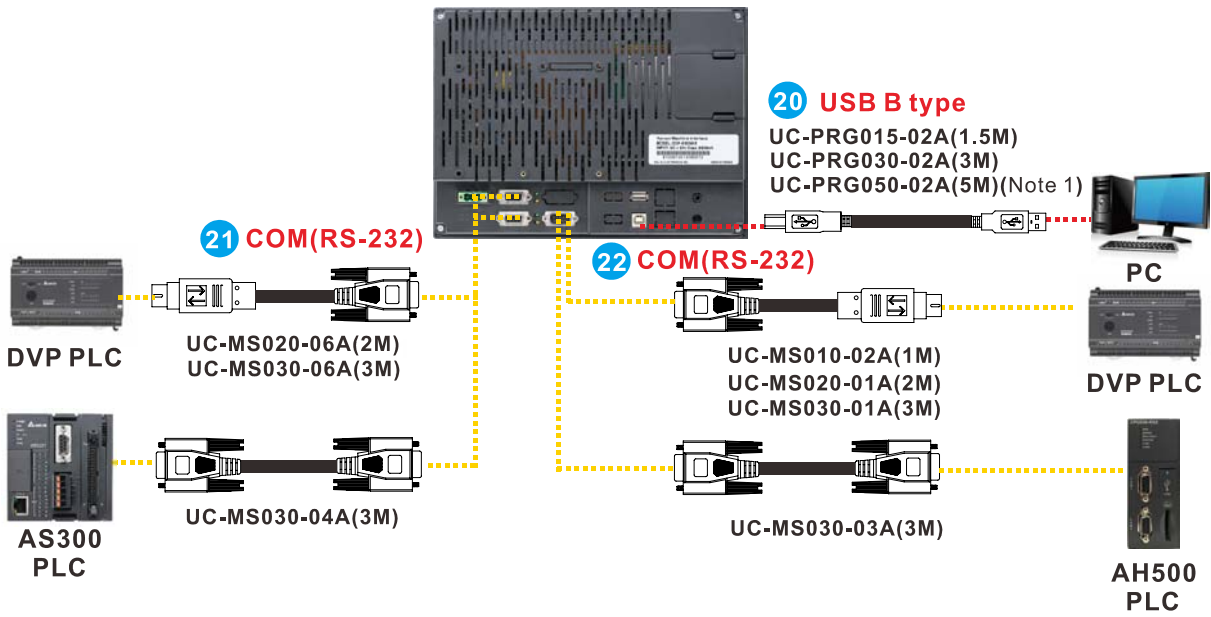 20 USB B type
UC-PRG015-02A(1.5M)
UC-PRG030-02A(3M)
UC-PRG050-02A(5M)(Note 1)
PC
21 COM(RS-232)
22 COM(RS-232)
DVP PLC
UC-MS020-06A(2M)
UC-MS030-06A(3M)
UC-MS010-02A(1M)
UC-MS020-01A(2M)
UC-MS030-01A(3M)
DVP PLC
AS300
PLC
UC-MS030-04A(3M)
UC-MS030-03A(3M)
AH500
PLC